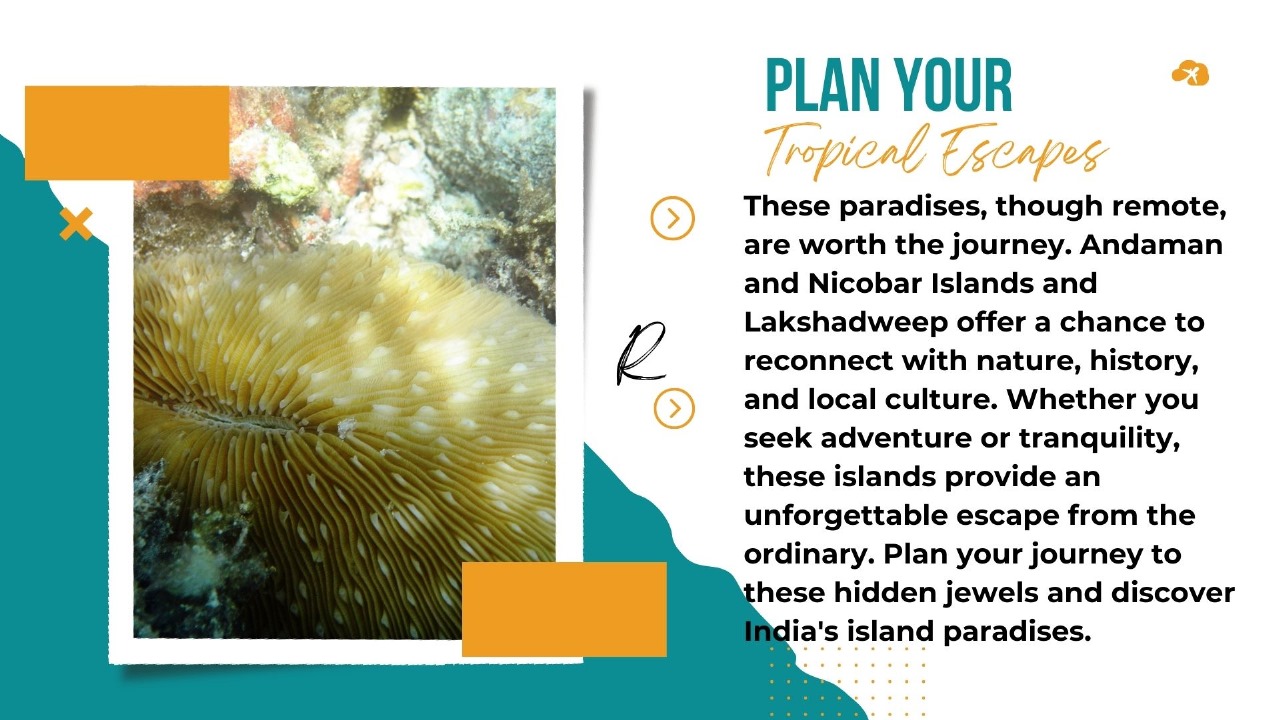 PLAN YOUR
Tropical Escapes
These paradises, though remote,
are worth the journey. Andaman
and Nicobar Islands and
Lakshadweep offer a chance to
reconnect with nature, history,
R
and local culture. Whether you
seek adventure or tranquility,
these islands provide an
unforgettable escape from the
ordinary. Plan your journey to
these hidden jewels and discover
India's island paradises.